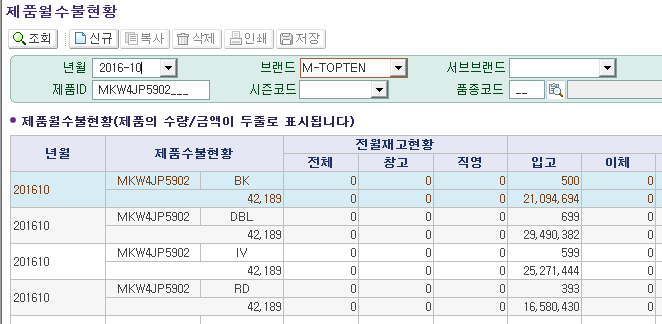 제품월수불현황
조회 신규 복사 삭제 인쇄 저장
년월 2016-10 브랜드 M-TOPTEN 서브브랜드
제품ID MKW4JP5902___ 시즌코드 품종코드 __
제품월수불현황(제품의 수량/금액이 두줄로 표시됩니다)
년월 제품수불현황 전월재고현황 입고 이체
전체 창고 직영
201610 MKW4JP5902 BK 0 0 0 500 0
42,189 0 0 0 21,094,694 0
201610 MKW4JP5902 DBL 0 0 0 699 0
42,189 0 0 0 29,490,382 0
201610 MKW4JP5902 IV 0 0 0 599 0
42,189 0 0 0 25,271,444 0
201610 MKW4JP5902 RD 0 0 0 393 0
42,189 0 0 0 16,580,430 0